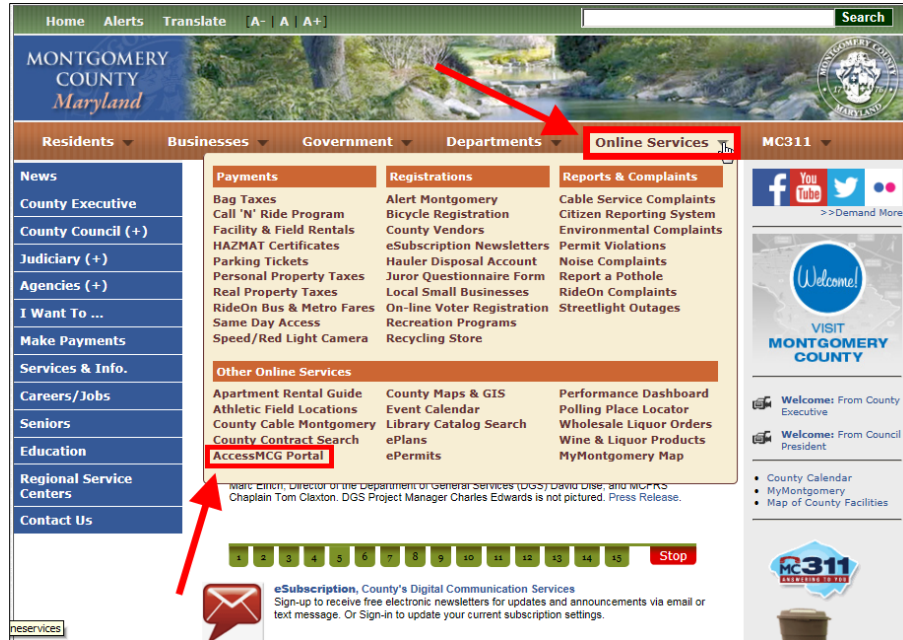 Home Alerts Translate [A- | A | A+] Search
MONTGOMERY
COUNTY
Maryland
Residents Businesses Government Departments Online Services MC311
News
County Executive
County Council (+)
Judiciary (+)
Agencies (+)
I Want To ...
Make Payments
Services & Info.
Careers/Jobs
Seniors
Education
Regional Service
Centers
Contact Us
Payments
Bag Taxes
Call 'N' Ride Program
Facility & Field Rentals
HAZMAT Certificates
Parking Tickets
Personal Property Taxes
Real Property Taxes
RideOn Bus & Metro Fares
Same Day Access
Speed/Red Light Camera
Registrations
Alert Montgomery
Bicycle Registration
County Vendors
eSubscription Newsletters
Hauler Disposal Account
Juror Questionnaire Form
Local Small Businesses
On-line Voter Registration
Recreation Programs
Recycling Store
Reports & Complaints
Cable Service Complaints
Citizen Reporting System
Environmental Complaints
Permit Violations
Noise Complaints
Report a Pothole
RideOn Complaints
Streetlight Outages
Other Online Services
Apartment Rental Guide
Athletic Field Locations
County Cable Montgomery
County Contract Search
AccessMCG Portal
County Maps & GIS
Event Calendar
Library Catalog Search
ePlans
ePermits
Performance Dashboard
Polling Place Locator
Wholesale Liquor Orders
Wine & Liquor Products
MyMontgomery Map
Marc Elrich, Director of the Department of General Services (DGS) David Dise, and MCFRS
Chaplain Tom Claxton. DGS Project Manager Charles Edwards is not pictured. Press Release.
1 2 3 4 5 6 7 8 9 10 11 12 13 14 15 Stop
eSubscription, County's Digital Communication Services
Sign-up to receive free electronic newsletters for updates and announcements via email or
text message. Or Sign-in to update your current subscription settings.
f You Tube
>>Demand More
Welcome!
VISIT
MONTGOMERY
COUNTY
Welcome: From County
Executive
Welcome: From Council
President
County Calendar
MyMontgomery
Map of County Facilities
MC311
ANSWERING TO YOU
neservices